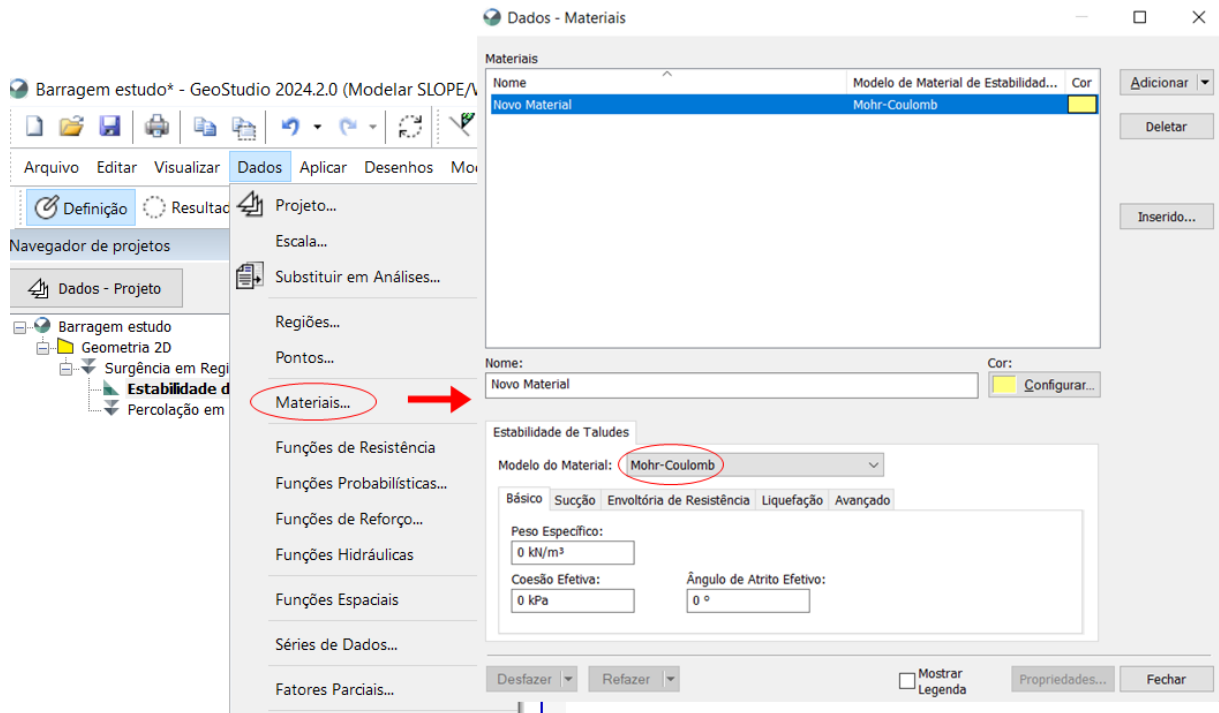 Barragem estudo* - GeoStudio 2024.2.0 (Modelar SLOPE/
Arquivo Editar Visualizar Dados Aplicar Desenhos
Definição Resultad
Navegador de projetos
Dados - Projeto
Barragem estudo
Geometria 2D
Surgência em Regi
Estabilidade d
Percolação em
Projeto...
Escala...
Substituir em Análises...
Regiões...
Pontos...
Materiais...
Funções de Resistência
Funções Probabilísticas...
Funções de Reforço...
Funções Hidráulicas
Funções Espaciais
Séries de Dados...
Fatores Parciais...
Dados - Materiais
Materiais
Nome Modelo de Material de Estabilidad... Cor
Novo Material Mohr-Coulomb
Adicionar
Deletar
Inserido...
Nome: Cor:
Novo Material Configurar...
Estabilidade de Taludes
Modelo do Material: Mohr-Coulomb
Básico Sucção Envoltória de Resistência Liquefação Avançado
Peso Específico:
0 kN/m³
Coesão Efetiva: Ângulo de Atrito Efetivo:
0 kPa 0 °
Desfazer Refazer Mostrar Legenda Propriedades... Fechar